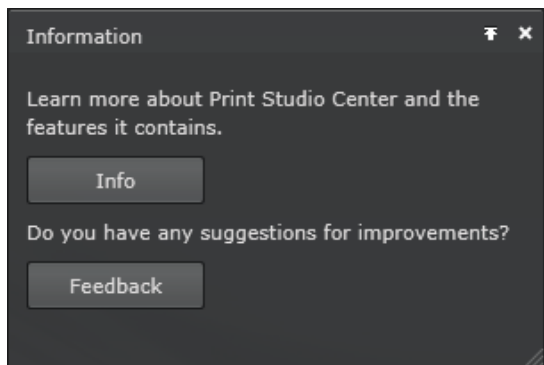 Information
Learn more about Print Studio Center and the
features it contains.
Info
Do you have any suggestions for improvements?
Feedback